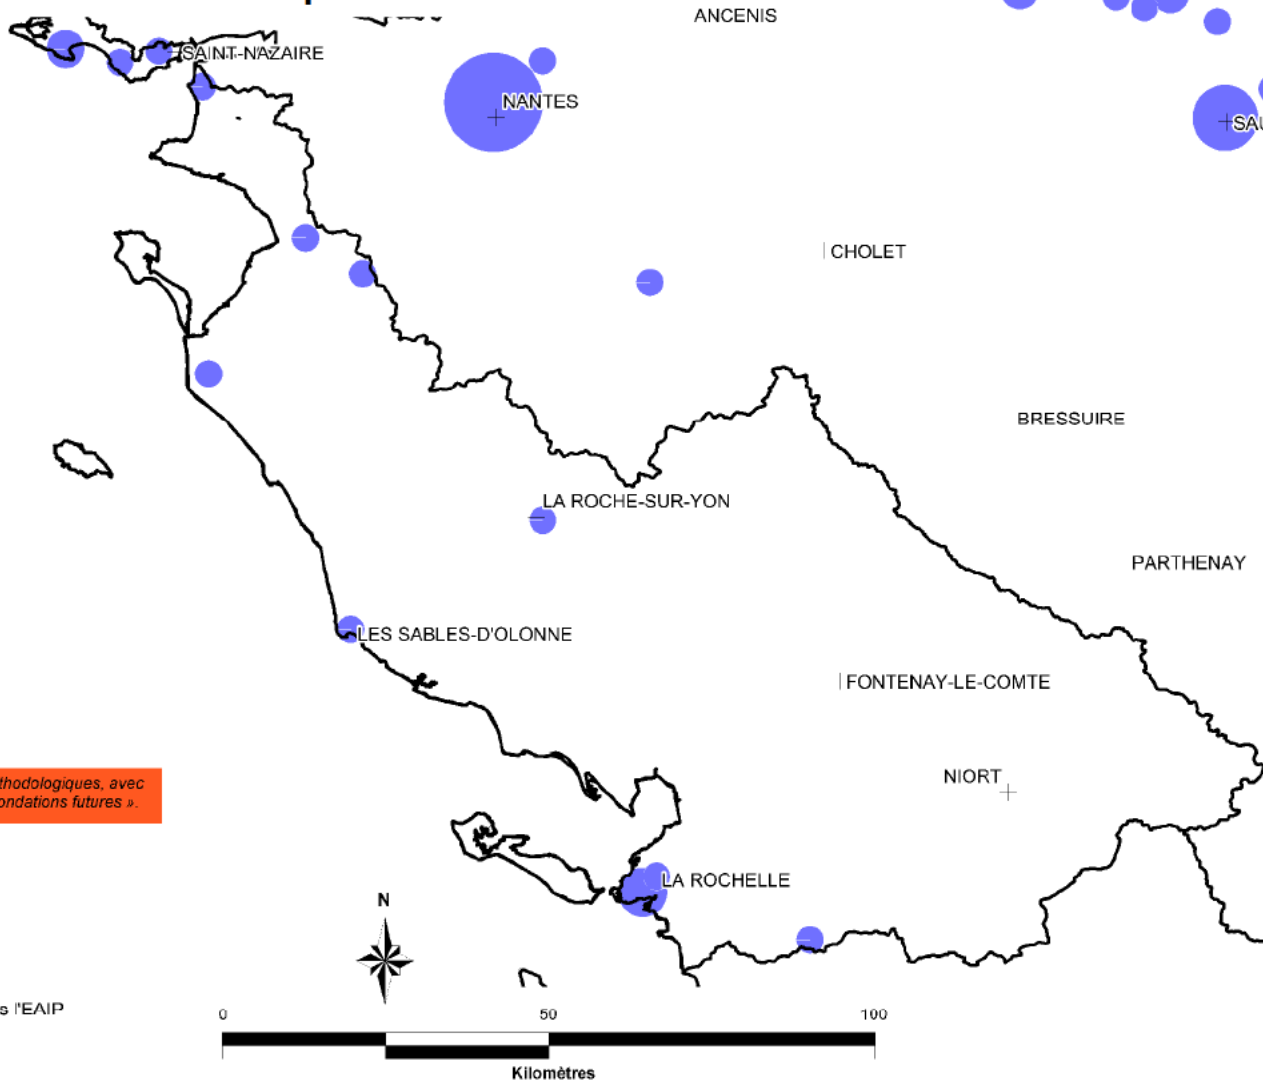 ANCENIS
SAINT-NAZAIRE
NANTES
CHOLET
BRESSUIRE
LA ROCHE-SUR-YON
PARTHENAY
LES SABLES-D'OLONNE
FONTENAY-LE-COMTE
NIORT
thodologiques, avec
ondations futures ».
LA ROCHELLE
N
s l'EAIP
0 50 100
Kilomètres